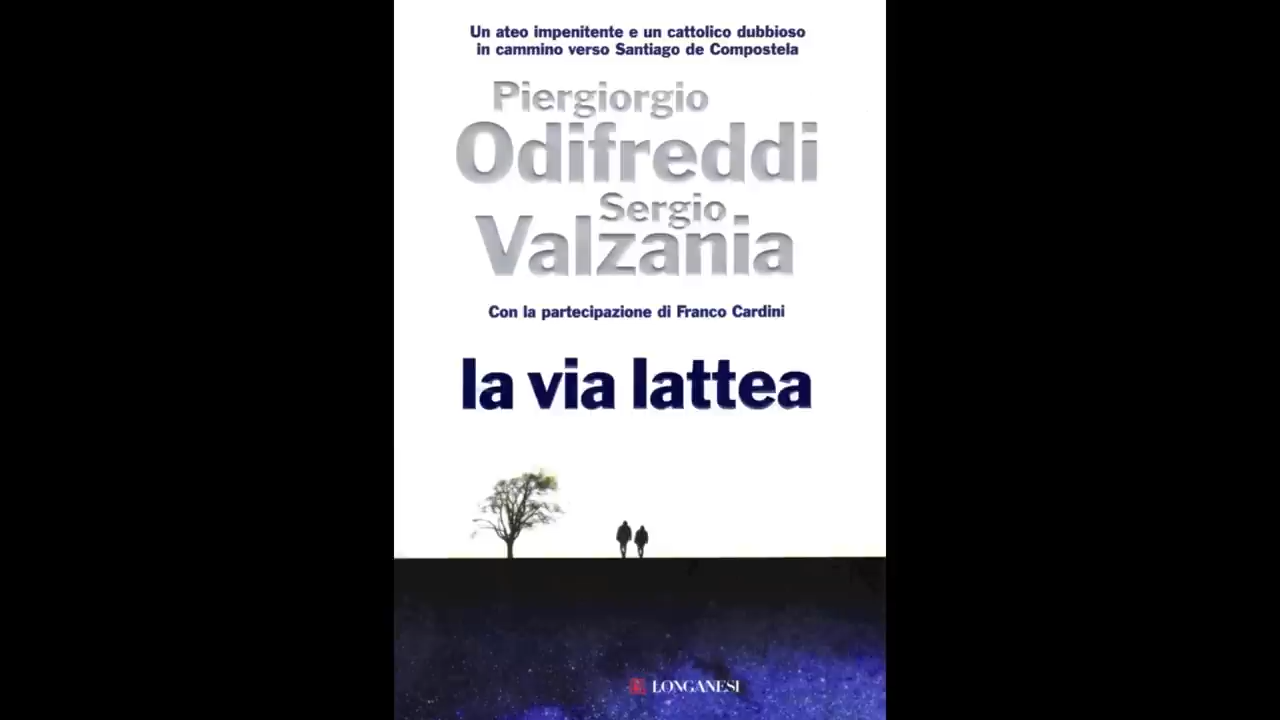 Un ateo impenitente e un cattolico dubbioso
in cammino verso Santiago de Compostela
Piergiorgio
Odifreddi
Sergio
Valzania
Con la partecipazione di Franco Cardini
la via lattea
LONGANESI